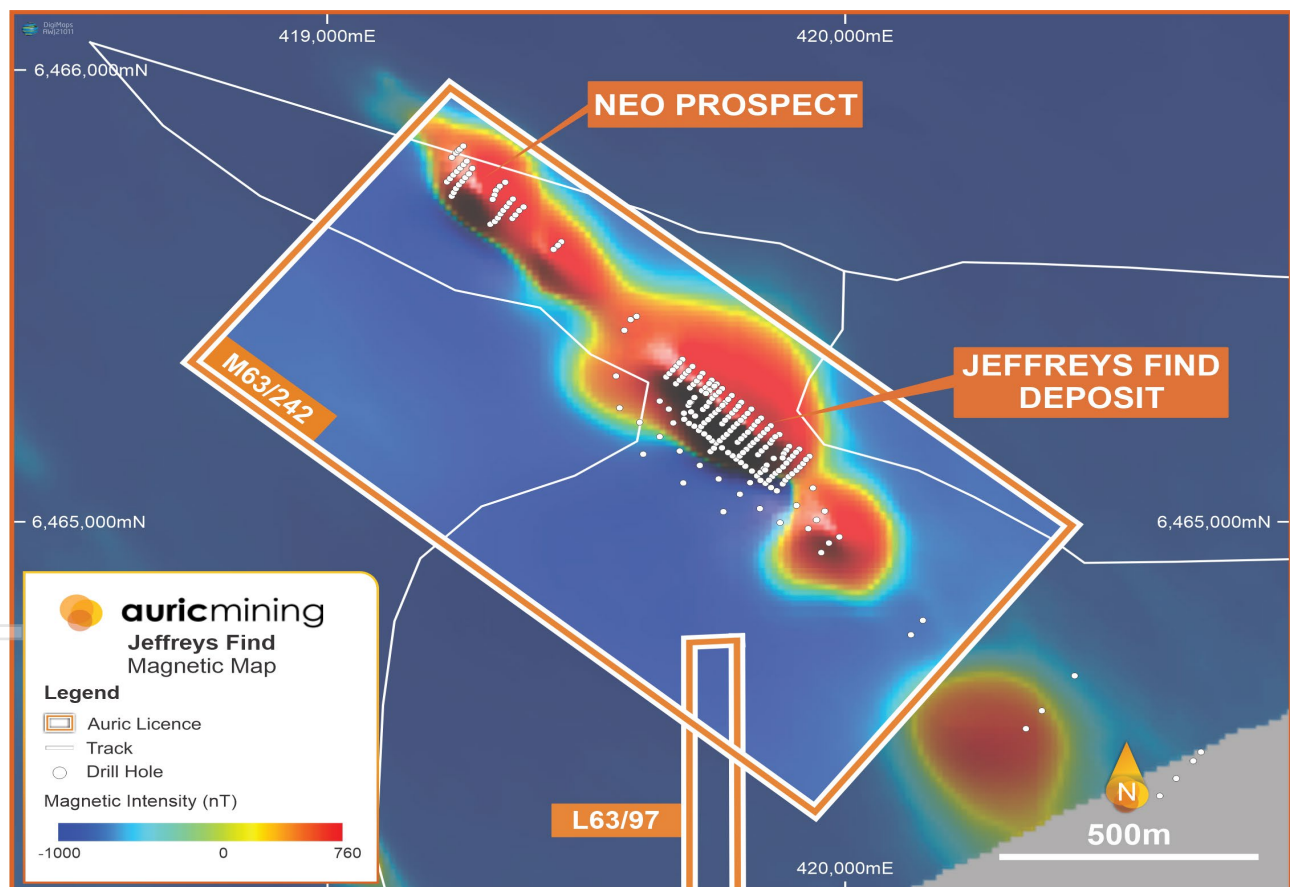 DigiMaps
RWJ21011
419,000mE
420,000mE
6,466,000mN
NEO PROSPECT
JEFFREYS FIND
DEPOSIT
M63/242
6,465,000mN
6,465,000mN
auricmining
Jeffreys Find
Magnetic Map
Legend
Auric Licence
Track
Drill Hole
Magnetic Intensity (nT)
-1000 0 760
L63/97
N
500m
420,000mE